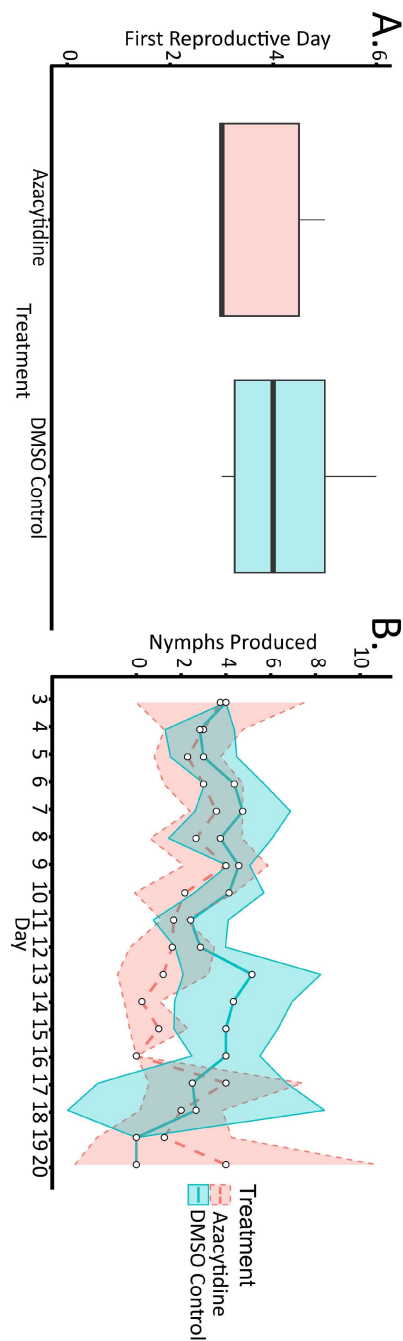 A.
First Reproductive Day
0 2 4 6
Azacytidine DMSO Control
Treatment
B.
Nymphs Produced
0 2 4 6 8 10
3 4 5 6 7 8 9 10 11 12 13 14 15 16 17 18 19 20
Day
Treatment
Azacytidine
DMSO Control